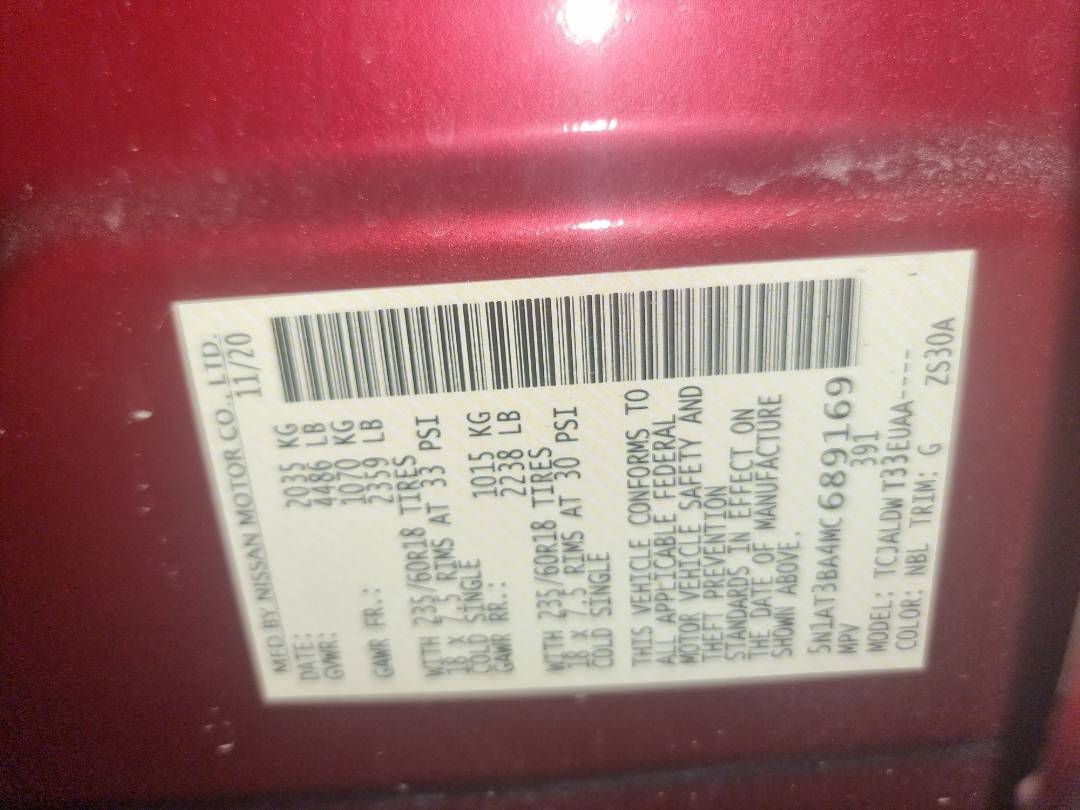 MFD BY NISSAN MOTOR CO., LTD.
DATE: 11/20
GVWR: 2035 KG
4486 LB
1070 KG
GAWR FR.: 2359 LB
WITH 235/60R18 TIRES
18 X 7.5 RIMS AT 33 PSI
COLD SINGLE 1015 KG
GAWR RR.: 2238 LB
WITH 235/60R18 TIRES
18 X 7.5 RIMS AT 30 PSI
COLD SINGLE
THIS VEHICLE CONFORMS TO
ALL APPLICABLE FEDERAL
MOTOR VEHICLE SAFETY AND
THEFT PREVENTION
STANDARDS IN EFFECT ON
THE DATE OF MANUFACTURE
SHOWN ABOVE.
5N1AT3BA4MC689169
MPV 391
MODEL: TCJALDWT33EUAA----
COLOR: NBL TRIM: G ZS30A